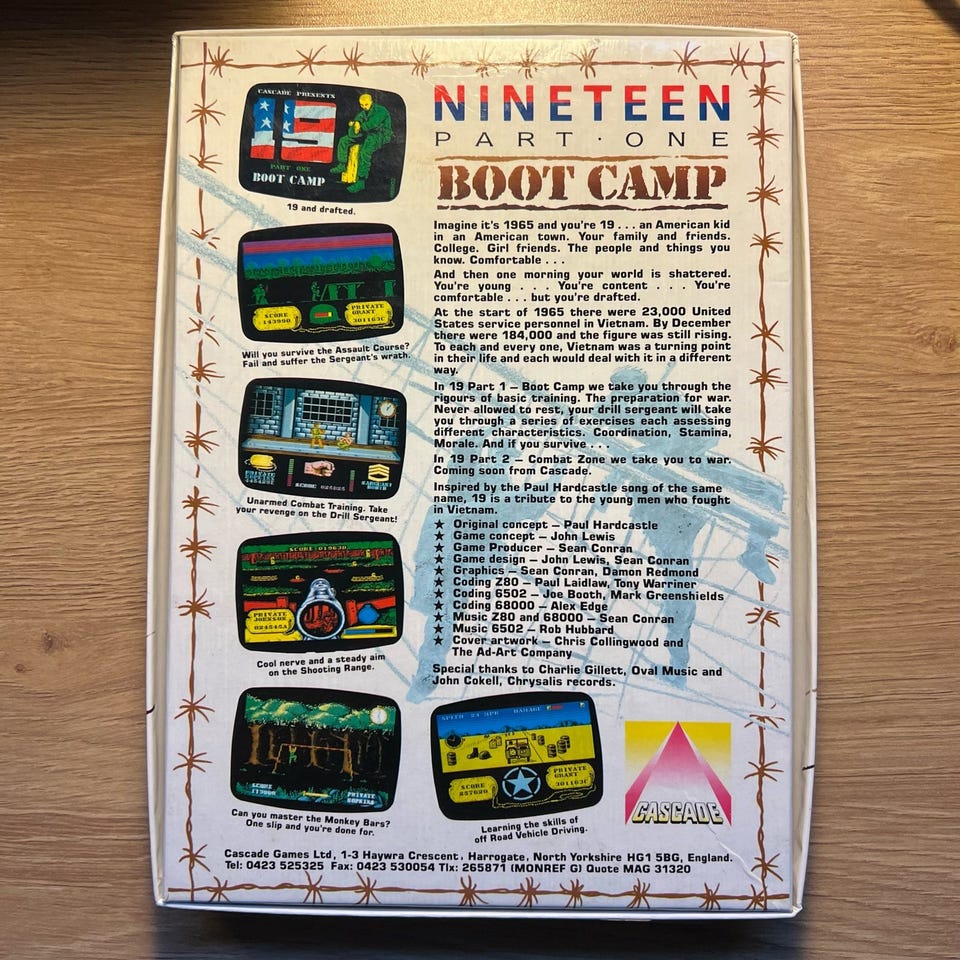 CASCADE PRESENTS
19
PART ONE
BOOT CAMP
19 and drafted.
SCORE
143960
PRIVATE
GRANT
301163C
Will you survive the Assault Course?
Fail and suffer the Sergeant's wrath.
SCORE
Unarmed Combat Training. Take
your revenge on the Drill Sergeant!
SCORE 019630
PRIVATE
JOHNSON
Cool nerve and a steady aim
on the Shooting Range.
SCORE
PRIVATE
HOPKINS
Can you master the Monkey Bars?
One slip and you're done for.
NINETEEN
PART · ONE
BOOT CAMP
Imagine it's 1965 and you're 19 . . . an American kid
in an American town. Your family and friends.
College. Girl friends. The people and things you
know. Comfortable . . .
And then one morning your world is shattered.
You're young . . . You're content . . . You're
comfortable . . . but you're drafted.
At the start of 1965 there were 23,000 United
States service personnel in Vietnam. By December
there were 184,000 and the figure was still rising.
To each and every one, Vietnam was a turning point
in their life and each would deal with it in a different
way.
In 19 Part 1 – Boot Camp we take you through the
rigours of basic training. The preparation for war.
Never allowed to rest, your drill sergeant will take
you through a series of exercises each assessing
different characteristics. Coordination, Stamina,
Morale. And if you survive . . .
In 19 Part 2 – Combat Zone we take you to war.
Coming soon from Cascade.
Inspired by the Paul Hardcastle song of the same
name, 19 is a tribute to the young men who fought
in Vietnam.
★ Original concept – Paul Hardcastle
★ Game concept – John Lewis
★ Game Producer – Sean Conran
★ Game design – John Lewis, Sean Conran
★ Graphics – Sean Conran, Damon Redmond
★ Coding Z80 – Paul Laidlaw, Tony Warriner
★ Coding 6502 – Joe Booth, Mark Greenshields
★ Coding 68000 – Alex Edge
★ Music Z80 and 68000 – Sean Conran
★ Music 6502 – Rob Hubbard
★ Cover artwork – Chris Collingwood and
The Ad-Art Company
Special thanks to Charlie Gillett, Oval Music and
John Cokell, Chrysalis records.
SPEED 24 MPH DAMAGE
SCORE
257020
PRIVATE
GRANT
301163C
Learning the skills of
off Road Vehicle Driving.
CASCADE
Cascade Games Ltd, 1-3 Haywra Crescent, Harrogate, North Yorkshire HG1 5BG, England.
Tel: 0423 525325 Fax: 0423 530054 Tlx: 265871 (MONREF G) Quote MAG 31320